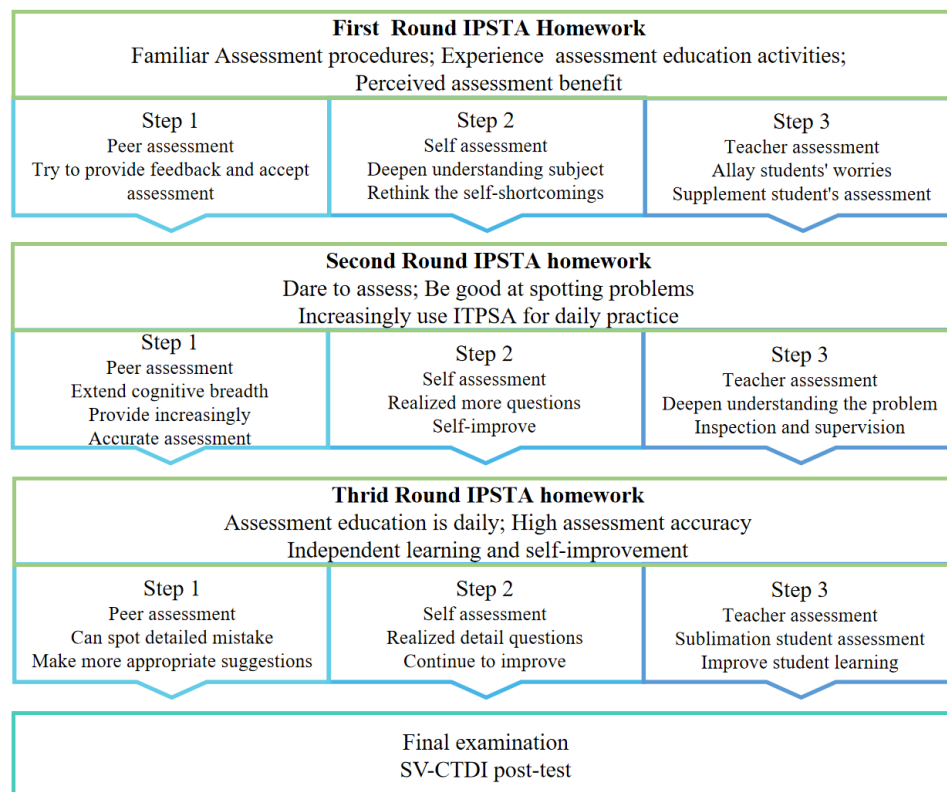 First Round IPSTA Homework
Familiar Assessment procedures; Experience assessment education activities;
Perceived assessment benefit
Step 1
Peer assessment
Try to provide feedback and accept
assessment
Step 2
Self assessment
Deepen understanding subject
Rethink the self-shortcomings
Step 3
Teacher assessment
Allay students' worries
Supplement student's assessment
Second Round IPSTA homework
Dare to assess; Be good at spotting problems
Increasingly use ITPSA for daily practice
Step 1
Peer assessment
Extend cognitive breadth
Provide increasingly
Accurate assessment
Step 2
Self assessment
Realized more questions
Self-improve
Step 3
Teacher assessment
Deepen understanding the problem
Inspection and supervision
Thrid Round IPSTA homework
Assessment education is daily; High assessment accuracy
Independent learning and self-improvement
Step 1
Peer assessment
Can spot detailed mistake
Make more appropriate suggestions
Step 2
Self assessment
Realized detail questions
Continue to improve
Step 3
Teacher assessment
Sublimation student assessment
Improve student learning
Final examination
SV-CTDI post-test